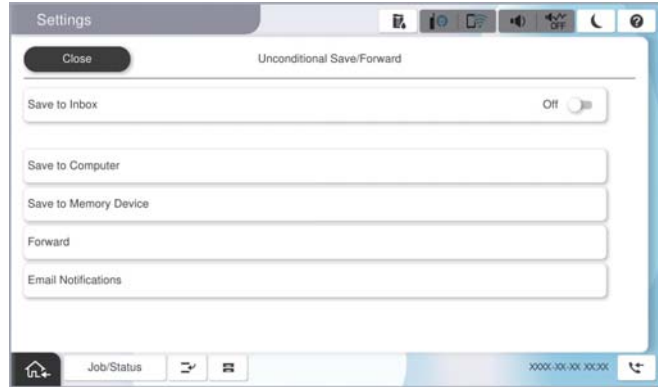 Settings
OFF
Close
Unconditional Save/Forward
Save to Inbox
Off
Save to Computer
Save to Memory Device
Forward
Email Notifications
Job/Status
XXXX-XX-XX XX:XX